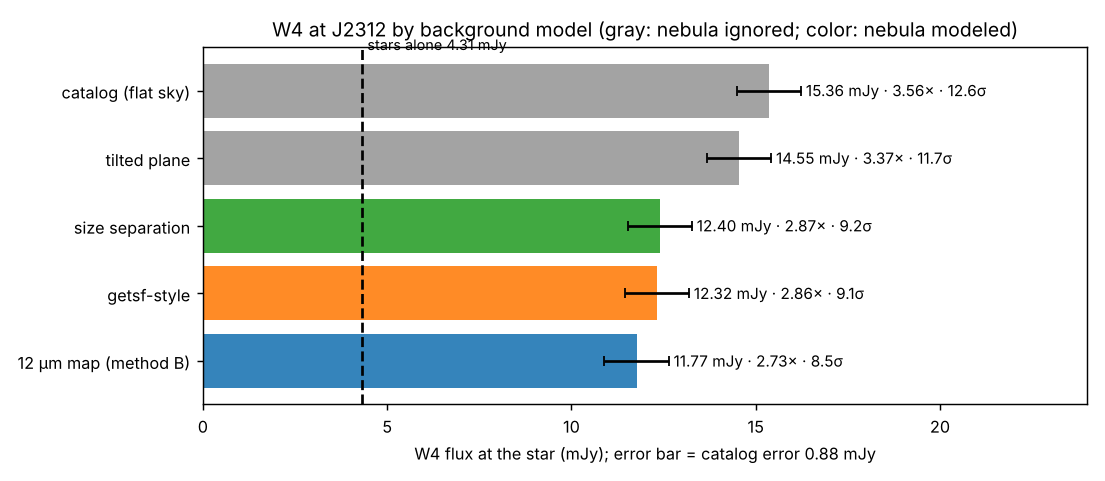 W4 at J2312 by background model (gray: nebula ignored; color: nebula modeled)
stars alone 4.31 mJy
catalog (flat sky)
15.36 mJy · 3.56× · 12.6σ
tilted plane
14.55 mJy · 3.37× · 11.7σ
size separation
12.40 mJy · 2.87× · 9.2σ
getsf-style
12.32 mJy · 2.86× · 9.1σ
12 μm map (method B)
11.77 mJy · 2.73× · 8.5σ
0 5 10 15 20
W4 flux at the star (mJy); error bar = catalog error 0.88 mJy